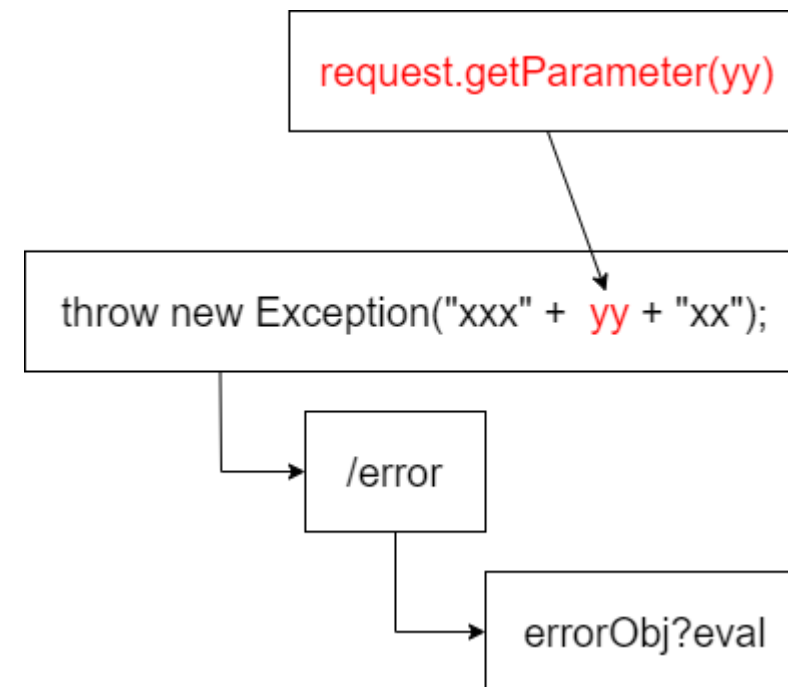 request.getParameter(yy)
throw new Exception("xxx" + yy + "xx");
/error
errorObj?eval